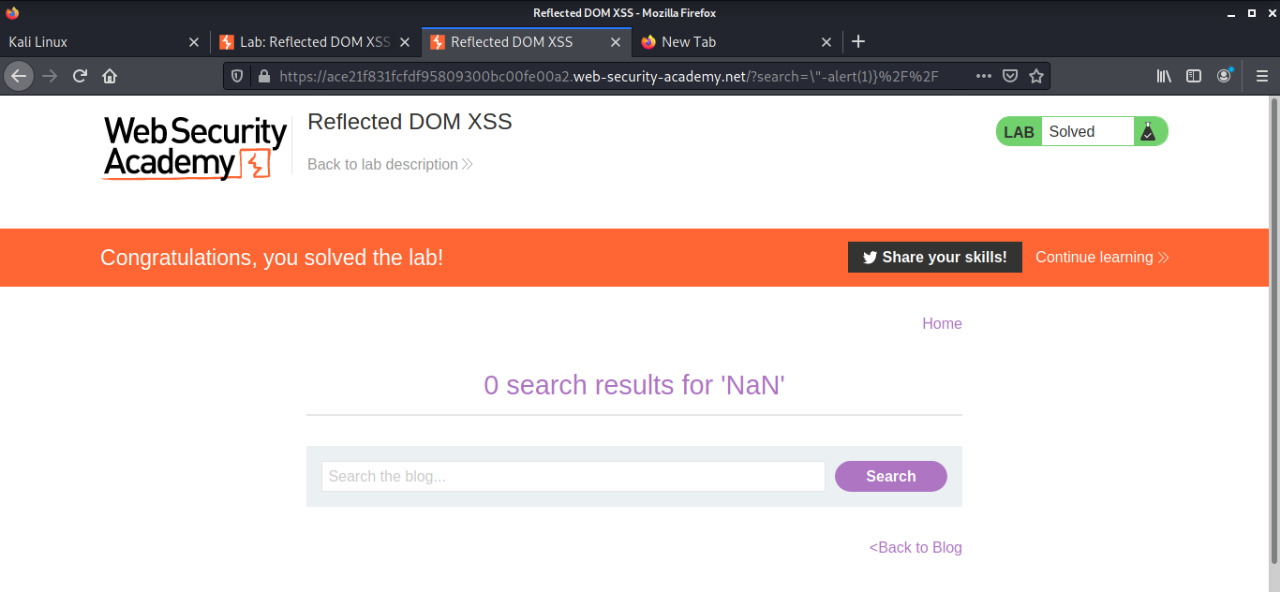 Reflected DOM XSS - Mozilla Firefox
Kali Linux
Lab: Reflected DOM XSS
Reflected DOM XSS
New Tab
https://ace21f831fcfdf95809300bc00fe00a2.web-security-academy.net/?search=\"-alert(1)}%2F%2F
Web Security
Academy
Reflected DOM XSS
Back to lab description
LAB Solved
Congratulations, you solved the lab!
Share your skills!
Continue learning
Home
0 search results for 'NaN'
Search the blog...
Search
<Back to Blog